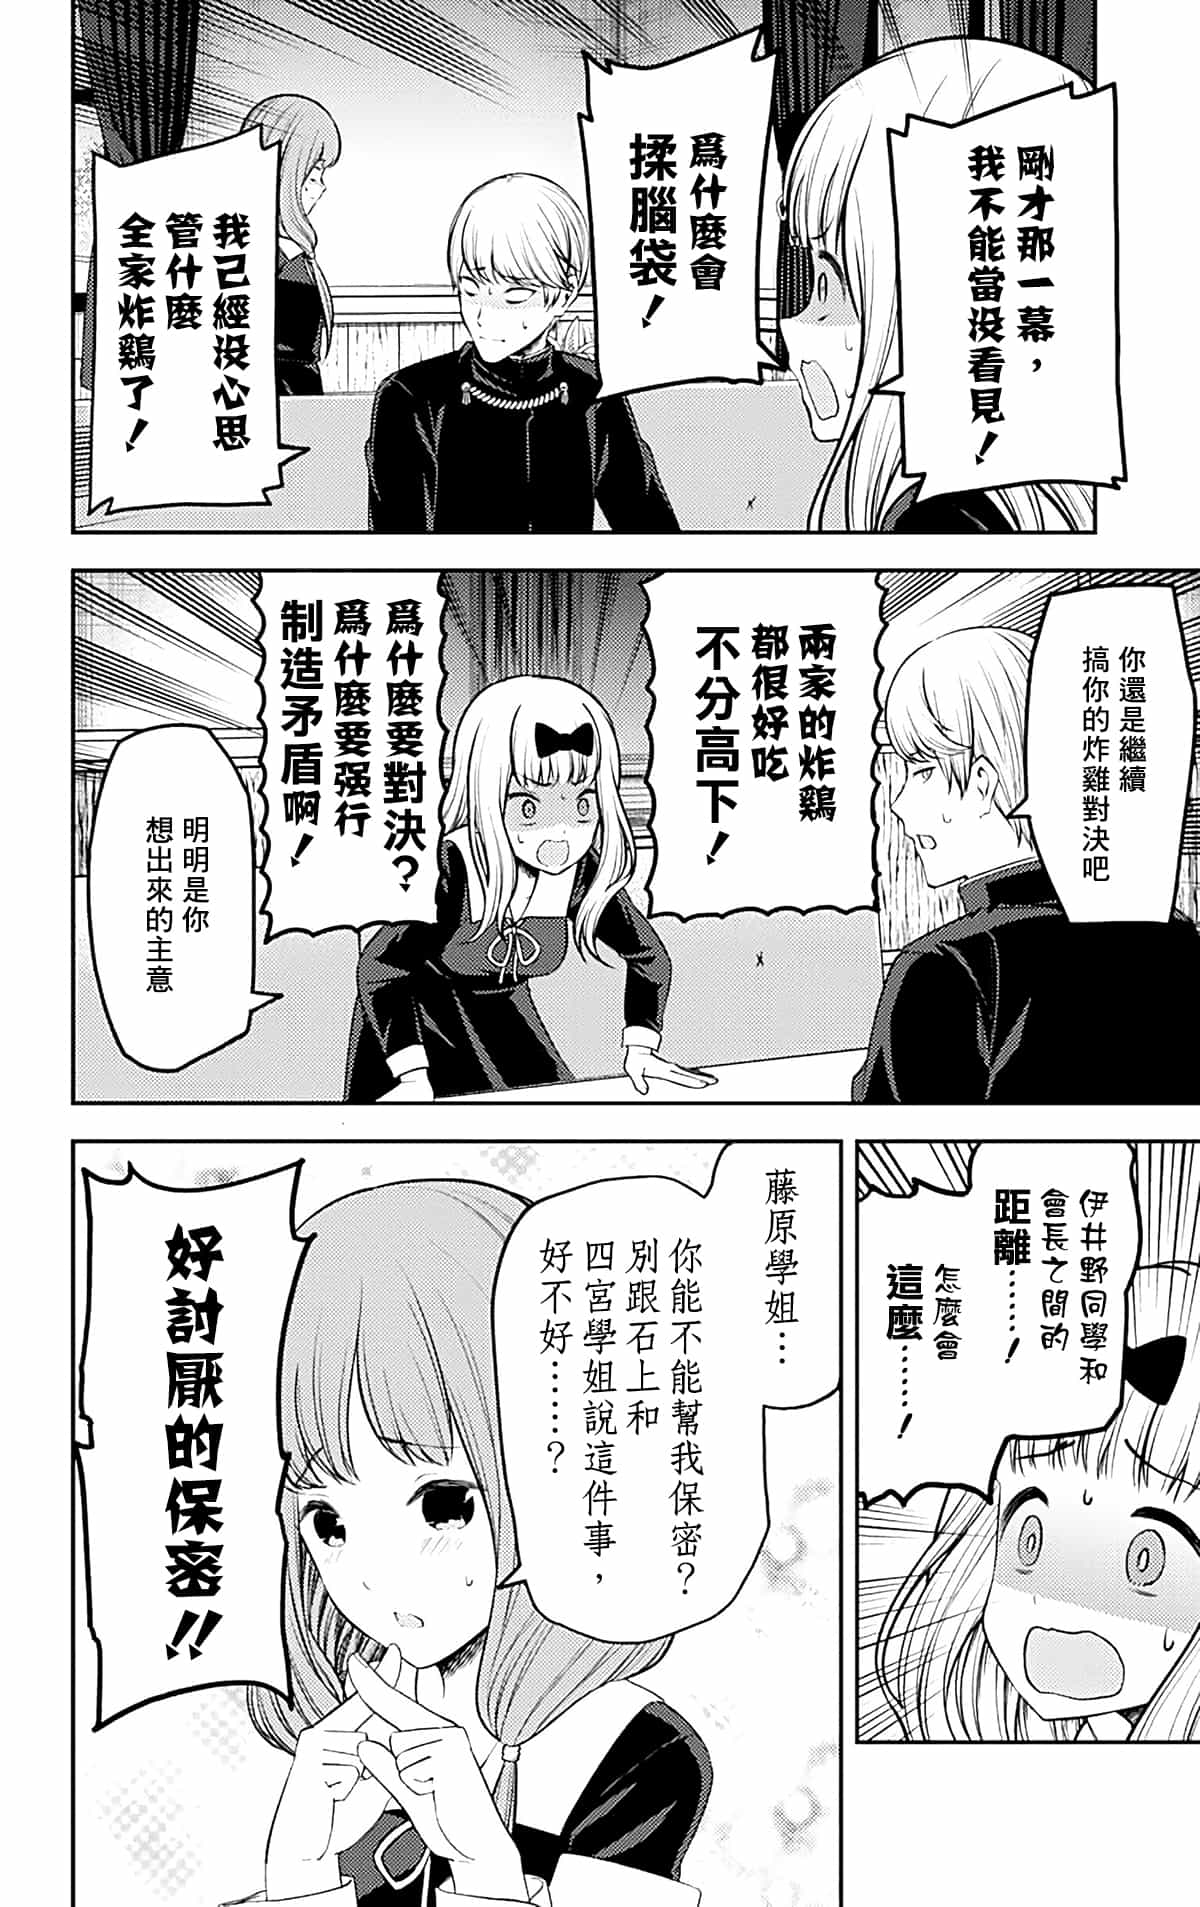 剛才那一幕，
我不能當没看見！
爲什麼會
揉腦袋！
我已經没心思
管什麼
全家炸鷄了！
你還是繼續
搞你的炸雞對決吧
兩家的炸鷄
都很好吃
不分高下！
爲什麼要對決？
爲什麼要强行
制造矛盾啊！
明明是你
想出來的主意
伊井野同學和
會長之間的
距離……！
怎麼會
這麼……！
藤原學姐…
你能不能幫我保密？
別跟石上和
四宮學姐說這件事，
好不好……？
好討厭的保密！！